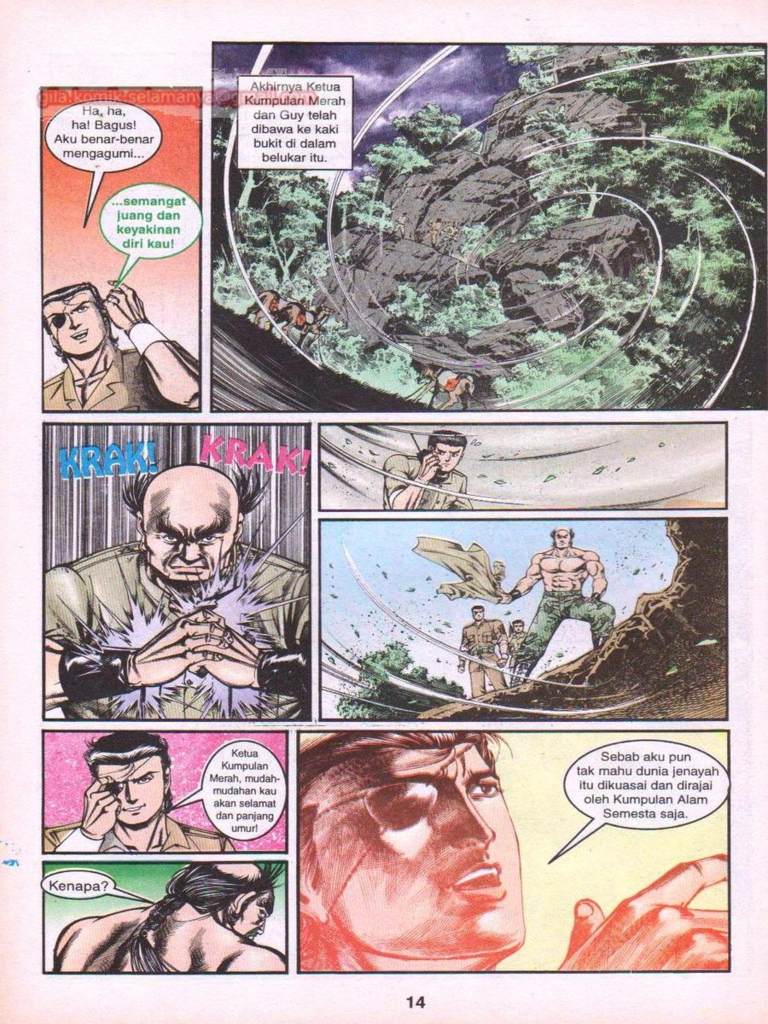 gila komik selamanya
Ha, ha,
ha! Bagus!
Aku benar-benar
mengagumi...
...semangat
juang dan
keyakinan
diri kau!
Akhirnya Ketua
Kumpulan Merah
dan Guy telah
dibawa ke kaki
bukit di dalam
belukar itu.
KRAK!
KRAK!
Ketua
Kumpulan
Merah, mudah-
mudahan kau
akan selamat
dan panjang
umur!
Kenapa?
Sebab aku pun
tak mahu dunia jenayah
itu dikuasai dan dirajai
oleh Kumpulan Alam
Semesta saja.
14